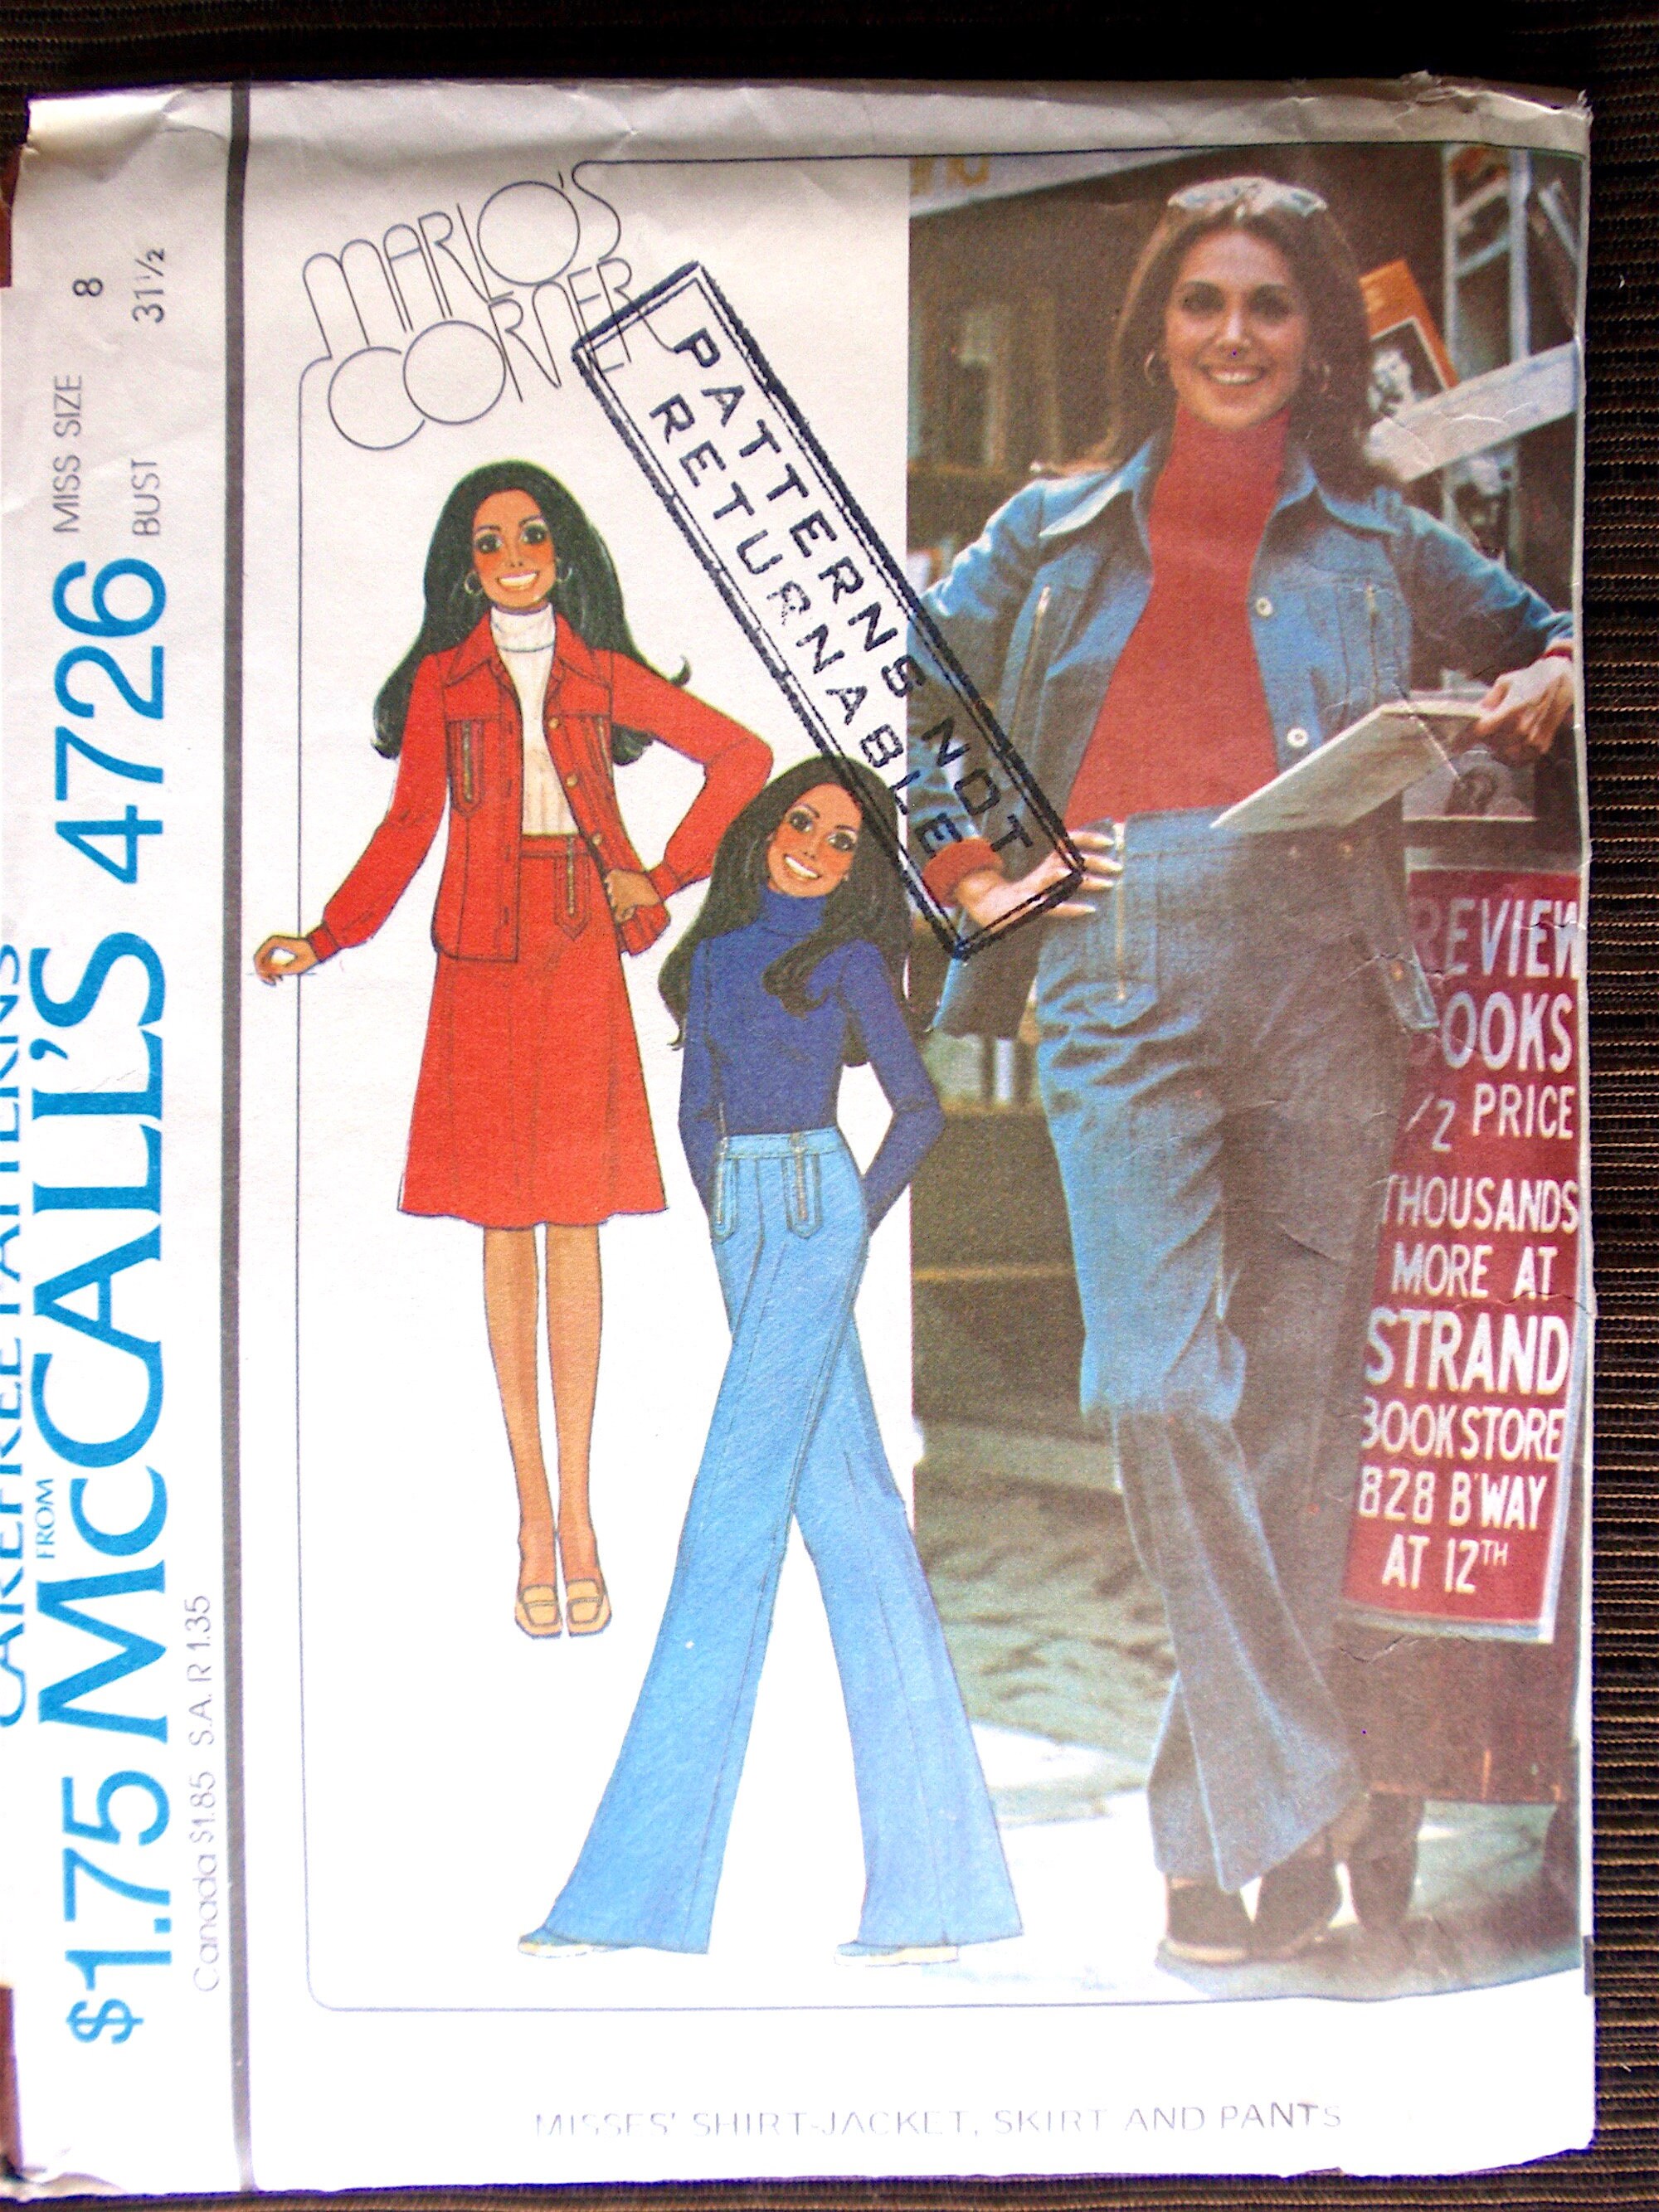 MARIO'S
CORNER
PATTERNS NOT
RETURNABLE
MISS SIZE 8
BUST 31½
CAREFREE PATTERNS
FROM
$1.75 McCALL'S 4726
Canada $1.85 S.A. R 1.35
REVIEW
BOOKS
1/2 PRICE
THOUSANDS
MORE AT
STRAND
BOOKSTORE
828 B'WAY
AT 12TH
MISSES' SHIRT-JACKET, SKIRT AND PANTS